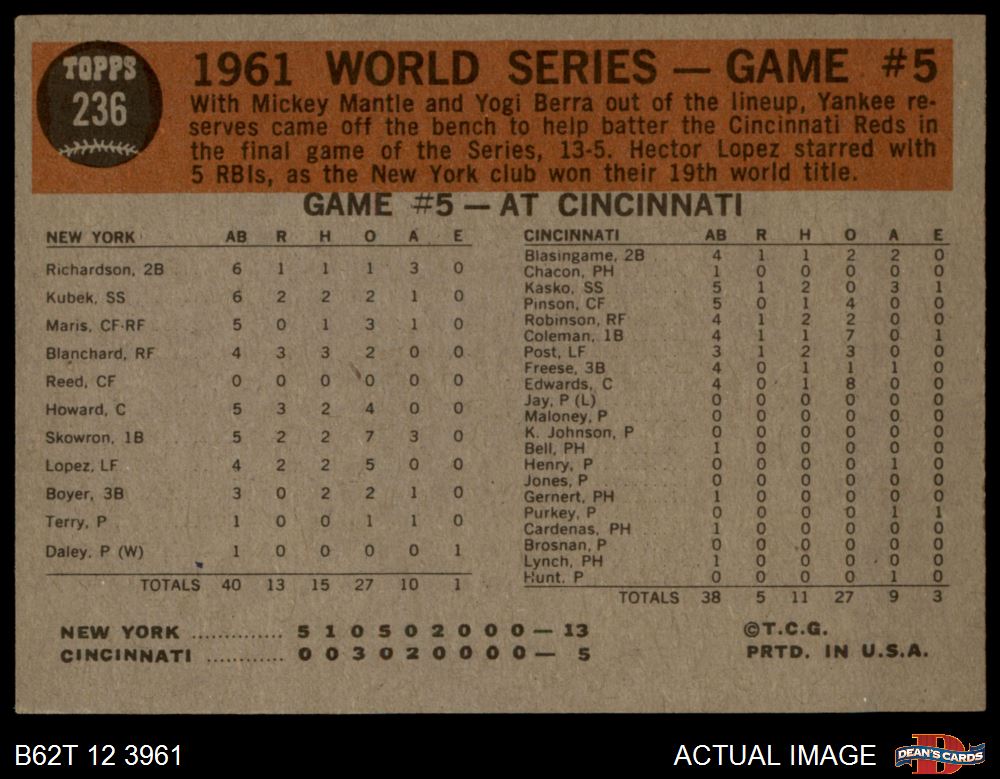 TOPPS
236
1961 WORLD SERIES — GAME #5
With Mickey Mantle and Yogi Berra out of the lineup, Yankee re-
serves came off the bench to help batter the Cincinnati Reds in
the final game of the Series, 13-5. Hector Lopez starred with
5 RBIs, as the New York club won their 19th world title.
GAME #5 — AT CINCINNATI
NEW YORK AB R H O A E
Richardson, 2B 6 1 1 1 3 0
Kubek, SS 6 2 2 2 1 0
Maris, CF-RF 5 0 1 3 1 0
Blanchard, RF 4 3 3 2 0 0
Reed, CF 0 0 0 0 0 0
Howard, C 5 3 2 4 0 0
Skowron, 1B 5 2 2 7 3 0
Lopez, LF 4 2 2 5 0 0
Boyer, 3B 3 0 2 2 1 0
Terry, P 1 0 0 1 1 0
Daley, P (W) 1 0 0 0 0 1
TOTALS 40 13 15 27 10 1
CINCINNATI AB R H O A E
Blasingame, 2B 4 1 1 2 2 0
Chacon, PH 1 0 0 0 0 0
Kasko, SS 5 1 2 0 3 1
Pinson, CF 5 0 1 4 0 0
Robinson, RF 4 1 2 2 0 0
Coleman, 1B 4 1 1 7 0 1
Post, LF 3 1 2 3 0 0
Freese, 3B 4 0 1 1 1 0
Edwards, C 4 0 1 8 0 0
Jay, P (L) 0 0 0 0 0 0
Maloney, P 0 0 0 0 0 0
K. Johnson, P 0 0 0 0 0 0
Bell, PH 1 0 0 0 0 0
Henry, P 0 0 0 0 1 0
Jones, P 0 0 0 0 0 0
Gernert, PH 1 0 0 0 0 0
Purkey, P 0 0 0 0 1 1
Cardenas, PH 1 0 0 0 0 0
Brosnan, P 0 0 0 0 0 0
Lynch, PH 1 0 0 0 0 0
Hunt, P 0 0 0 0 1 0
TOTALS 38 5 11 27 9 3
NEW YORK ............. 5 1 0 5 0 2 0 0 0 — 13
CINCINNATI ........... 0 0 3 0 2 0 0 0 0 — 5
©T.C.G.
PRTD. IN U.S.A.
B62T 12 3961
ACTUAL IMAGE
DEAN'S CARDS